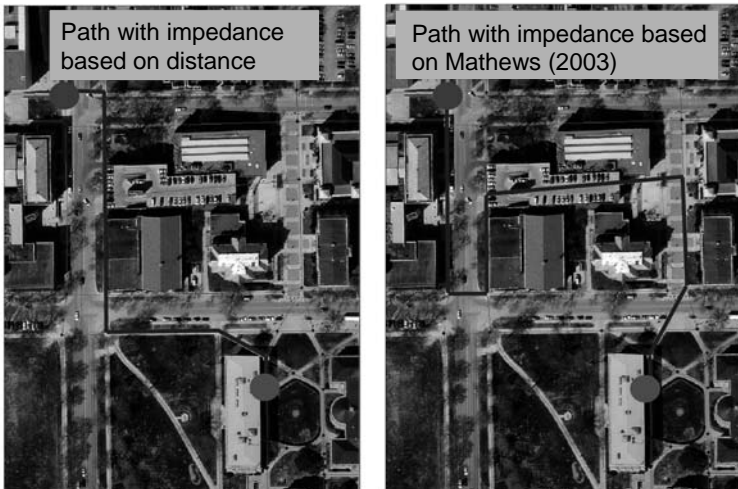 Path with impedance
based on distance
Path with impedance based
on Mathews (2003)